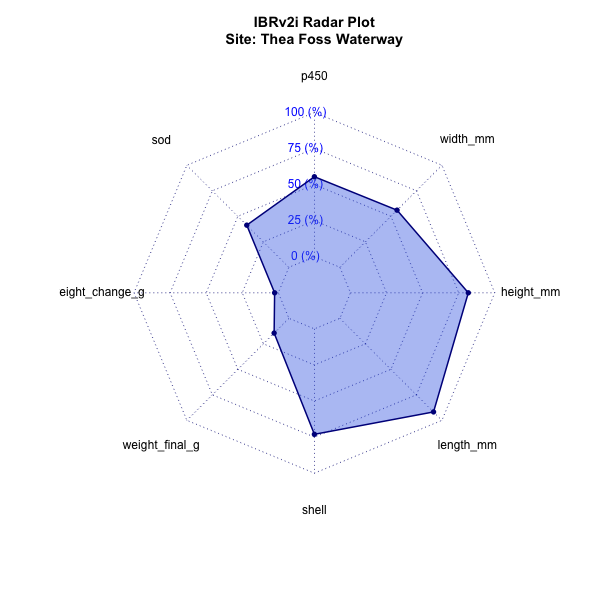 IBRv2i Radar Plot
Site: Thea Foss Waterway
p450
100 (%)
sod
width_mm
75 (%)
50 (%)
25 (%)
0 (%)
eight_change_g
height_mm
weight_final_g
length_mm
shell